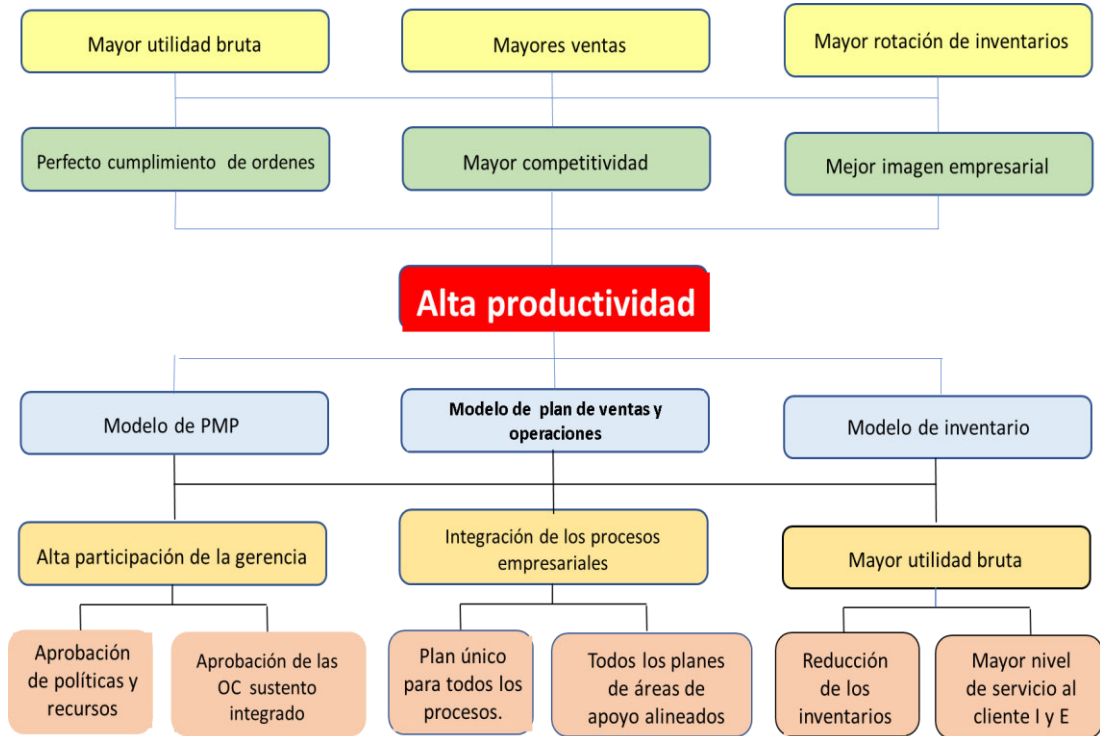 Mayor utilidad bruta
Mayores ventas
Mayor rotación de inventarios
Perfecto cumplimiento de ordenes
Mayor competitividad
Mejor imagen empresarial
Alta productividad
Modelo de PMP
Modelo de plan de ventas y
operaciones
Modelo de inventario
Alta participación de la gerencia
Integración de los procesos
empresariales
Mayor utilidad bruta
Aprobación
de políticas y
recursos
Aprobación de las
OC sustento
integrado
Plan único
para todos los
procesos.
Todos los planes
de áreas de
apoyo alineados
Reducción
de los
inventarios
Mayor nivel
de servicio al
cliente I y E